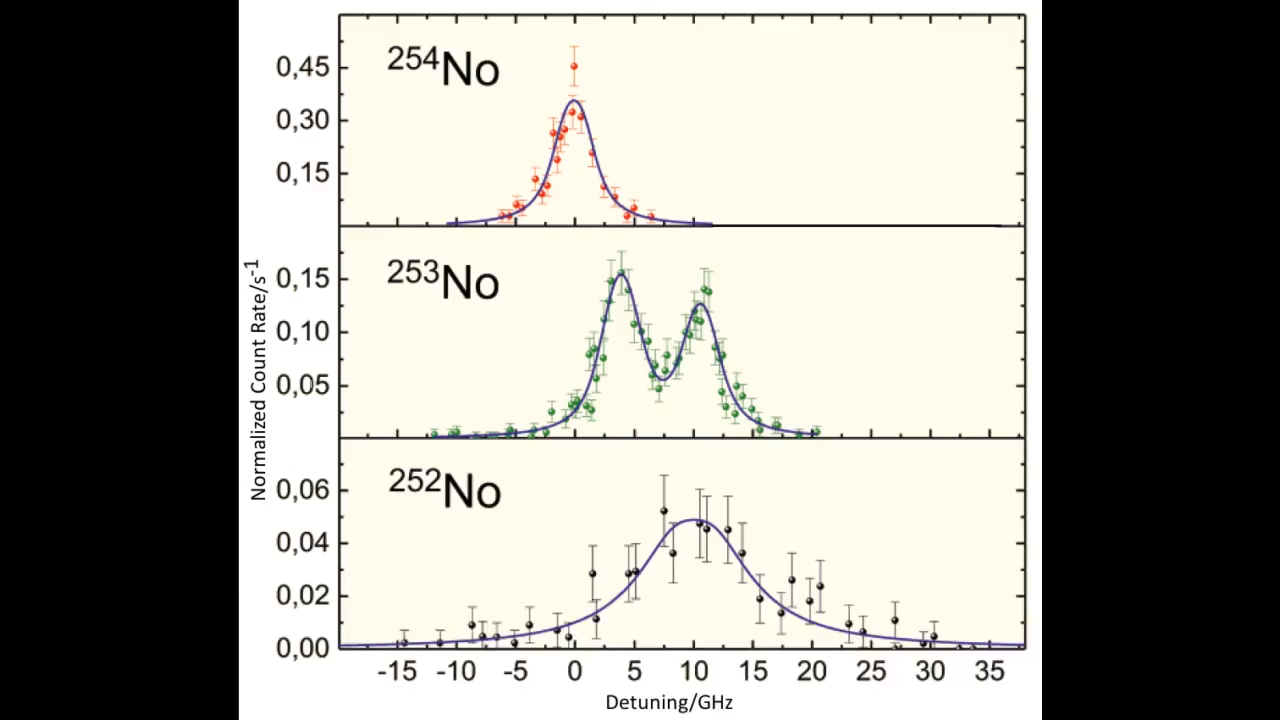 ²⁵⁴No
0,45
0,30
0,15
²⁵³No
0,15
0,10
0,05
²⁵²No
0,06
0,04
0,02
0,00
-15 -10 -5 0 5 10 15 20 25 30 35
Detuning/GHz
Normalized Count Rate/s⁻¹